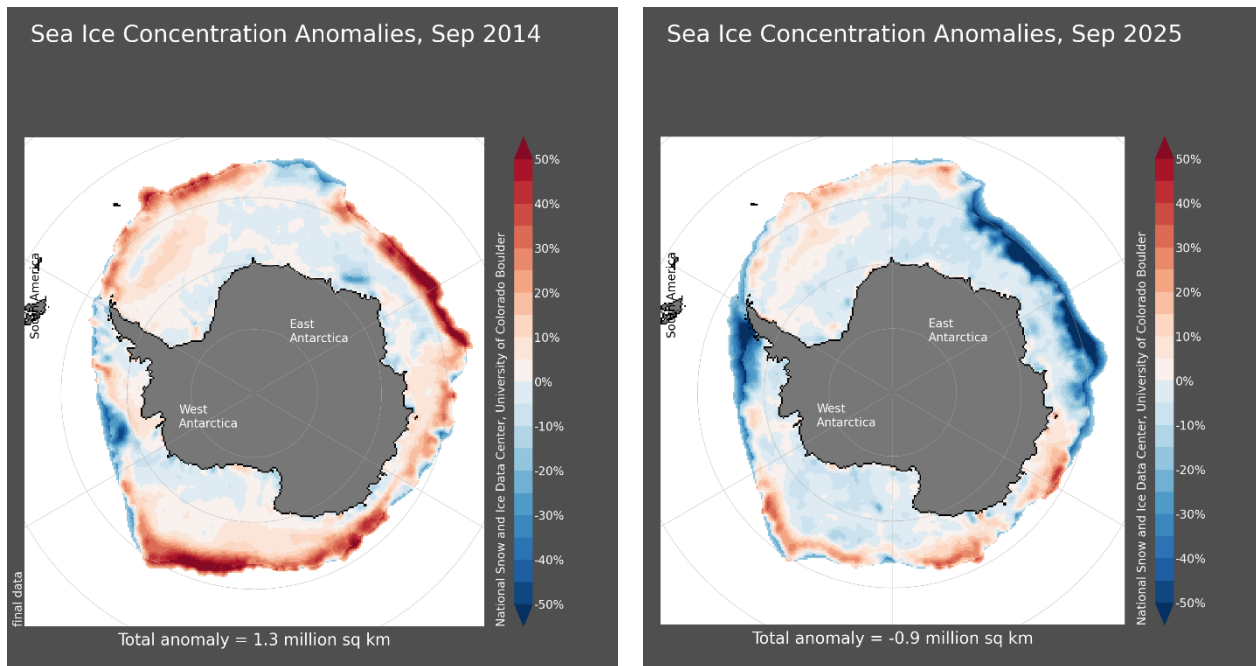 Sea Ice Concentration Anomalies, Sep 2014
South America
East
Antarctica
West
Antarctica
final data
50%
40%
30%
20%
10%
0%
-10%
-20%
-30%
-40%
-50%
National Snow and Ice Data Center, University of Colorado Boulder
Total anomaly = 1.3 million sq km
Sea Ice Concentration Anomalies, Sep 2025
South America
East
Antarctica
West
Antarctica
50%
40%
30%
20%
10%
0%
-10%
-20%
-30%
-40%
-50%
National Snow and Ice Data Center, University of Colorado Boulder
Total anomaly = -0.9 million sq km